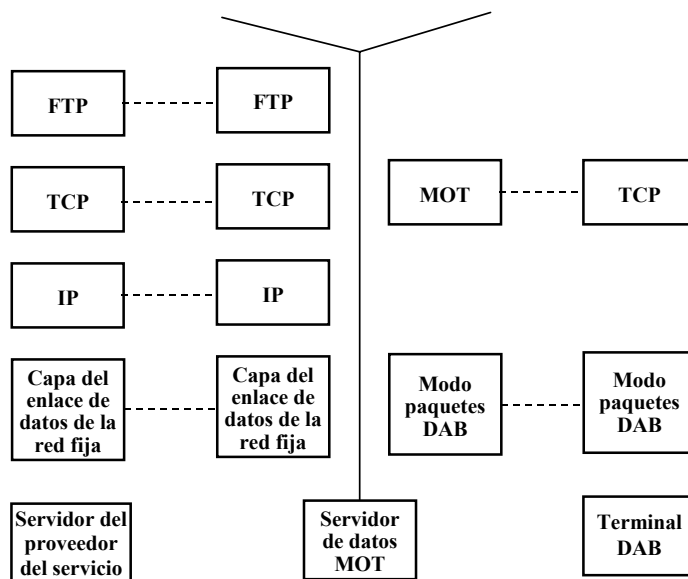 FTP
FTP
TCP
TCP
MOT
TCP
IP
IP
Capa del
enlace de
datos de la
red fija
Capa del
enlace de
datos de la
red fija
Modo
paquetes
DAB
Modo
paquetes
DAB
Servidor del
proveedor
del servicio
Servidor
de datos
MOT
Terminal
DAB